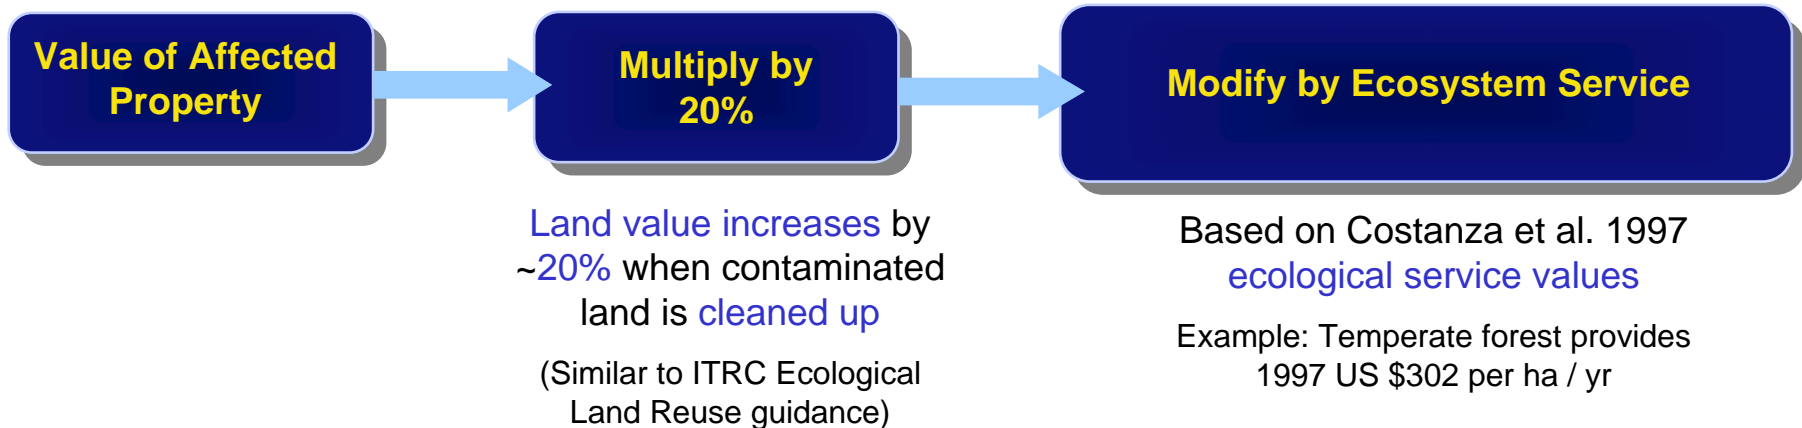 Value of Affected
Property
Multiply by
20%
Modify by Ecosystem Service
Land value increases by
~20% when contaminated
land is cleaned up
(Similar to ITRC Ecological
Land Reuse guidance)
Based on Costanza et al. 1997
ecological service values
Example: Temperate forest provides
1997 US $302 per ha / yr